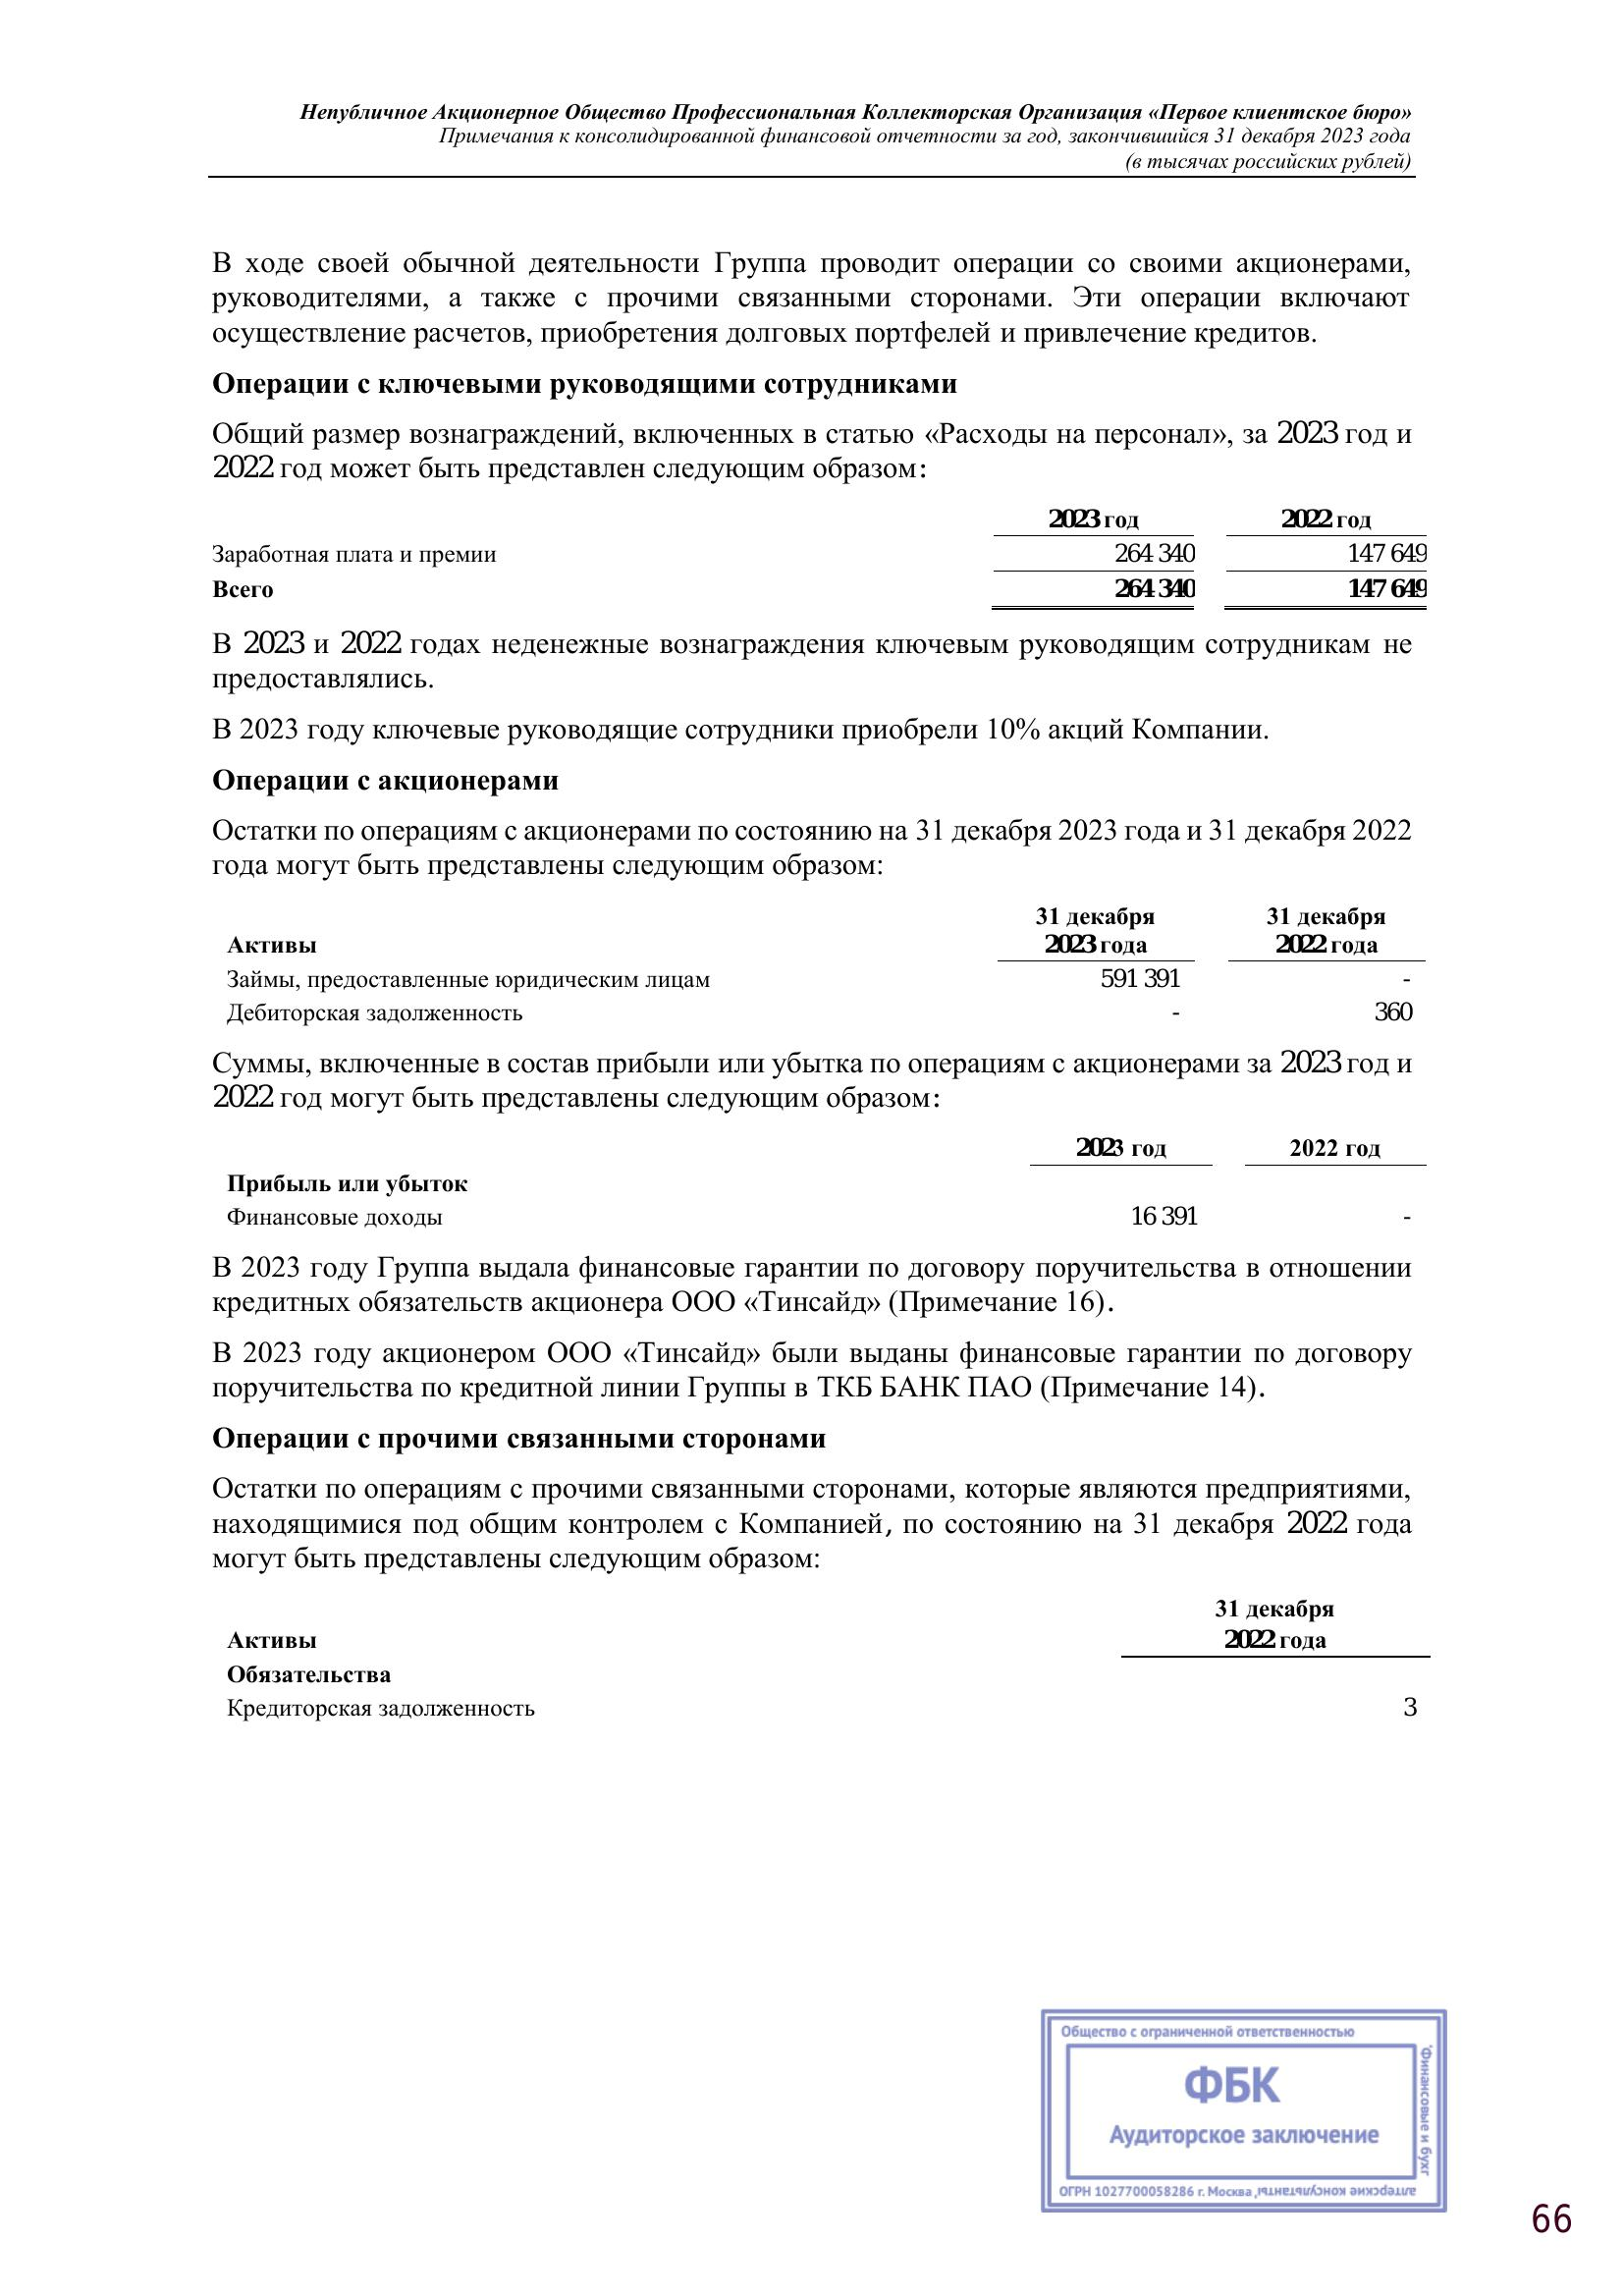 Непубличное Акционерное Общество Профессиональная Коллекторская Организация «Первое клиентское бюро»
Примечания к консолидированной финансовой отчетности за год, закончившийся 31 декабря 2023 года
(в тысячах российских рублей)
В ходе своей обычной деятельности Группа проводит операции со своими акционерами,
руководителями, а также с прочими связанными сторонами. Эти операции включают
осуществление расчетов, приобретения долговых портфелей и привлечение кредитов.
Операции с ключевыми руководящими сотрудниками
Общий размер вознаграждений, включенных в статью «Расходы на персонал», за 2023 год и
2022 год может быть представлен следующим образом:
2023 год 2022 год
Заработная плата и премии 264 340 147 649
Всего 264 340 147 649
В 2023 и 2022 годах неденежные вознаграждения ключевым руководящим сотрудникам не
предоставлялись.
В 2023 году ключевые руководящие сотрудники приобрели 10% акций Компании.
Операции с акционерами
Остатки по операциям с акционерами по состоянию на 31 декабря 2023 года и 31 декабря 2022
года могут быть представлены следующим образом:
31 декабря 31 декабря
Активы 2023 года 2022 года
Займы, предоставленные юридическим лицам 591 391 -
Дебиторская задолженность - 360
Суммы, включенные в состав прибыли или убытка по операциям с акционерами за 2023 год и
2022 год могут быть представлены следующим образом:
2023 год 2022 год
Прибыль или убыток
Финансовые доходы 16 391 -
В 2023 году Группа выдала финансовые гарантии по договору поручительства в отношении
кредитных обязательств акционера ООО «Тинсайд» (Примечание 16).
В 2023 году акционером ООО «Тинсайд» были выданы финансовые гарантии по договору
поручительства по кредитной линии Группы в ТКБ БАНК ПАО (Примечание 14).
Операции с прочими связанными сторонами
Остатки по операциям с прочими связанными сторонами, которые являются предприятиями,
находящимися под общим контролем с Компанией, по состоянию на 31 декабря 2022 года
могут быть представлены следующим образом:
31 декабря
Активы 2022 года
Обязательства
Кредиторская задолженность 3
Общество с ограниченной ответственностью
"Финансовые и бухг
ФБК
Аудиторское заключение
ОГРН 1027700058286 г. Москва
алтерские консультанты"
66